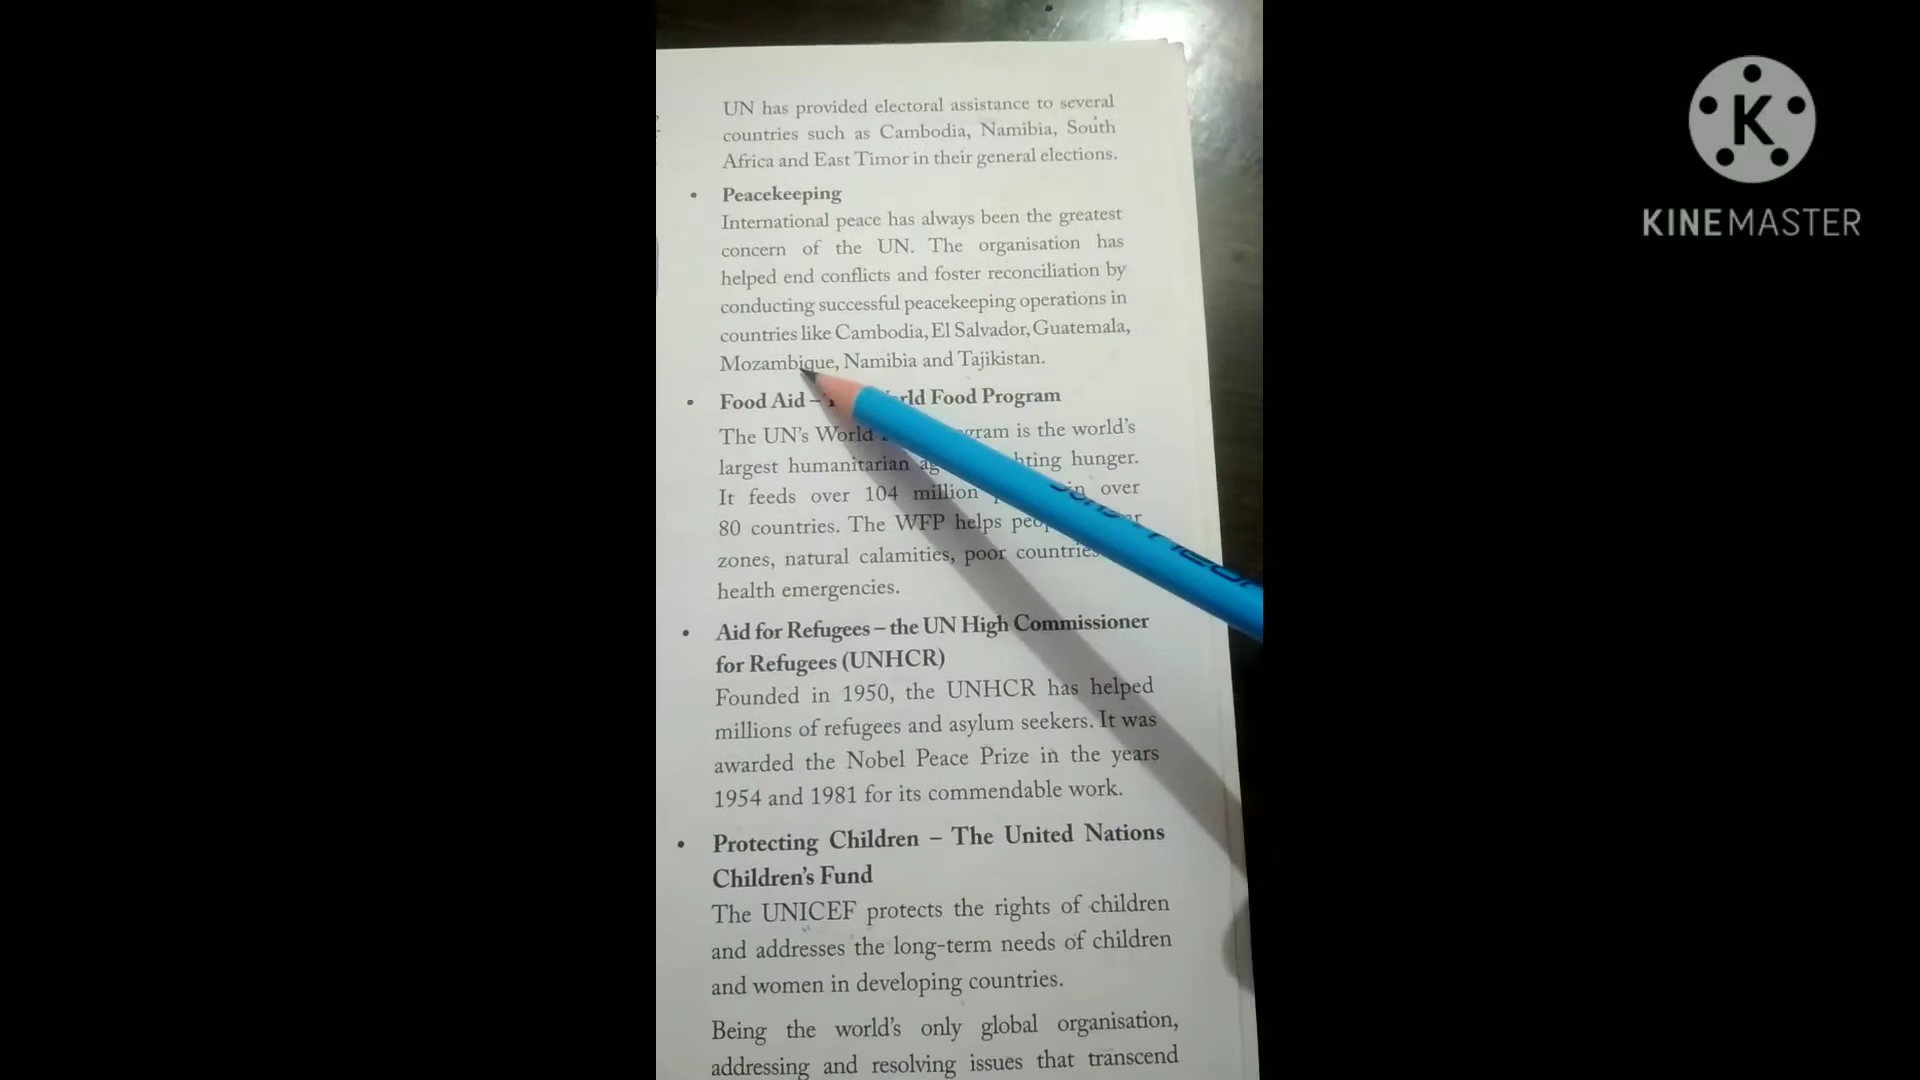 UN has provided electoral assistance to several
countries such as Cambodia, Namibia, South
Africa and East Timor in their general elections.
• Peacekeeping
International peace has always been the greatest
concern of the UN. The organisation has
helped end conflicts and foster reconciliation by
conducting successful peacekeeping operations in
countries like Cambodia, El Salvador, Guatemala,
Mozambique, Namibia and Tajikistan.
• Food Aid – Food Program
The UN's World is the world's
largest humanitarian hunger.
It feeds over 104 million over
80 countries. The WFP helps
zones, natural calamities, poor
health emergencies.
• Aid for Refugees – the UN High Commissioner
for Refugees (UNHCR)
Founded in 1950, the UNHCR has helped
millions of refugees and asylum seekers. It was
awarded the Nobel Peace Prize in the years
1954 and 1981 for its commendable work.
• Protecting Children – The United Nations
Children's Fund
The UNICEF protects the rights of children
and addresses the long-term needs of children
and women in developing countries.
Being the world's only global organisation,
addressing and resolving issues that transcend
K
KINEMASTER